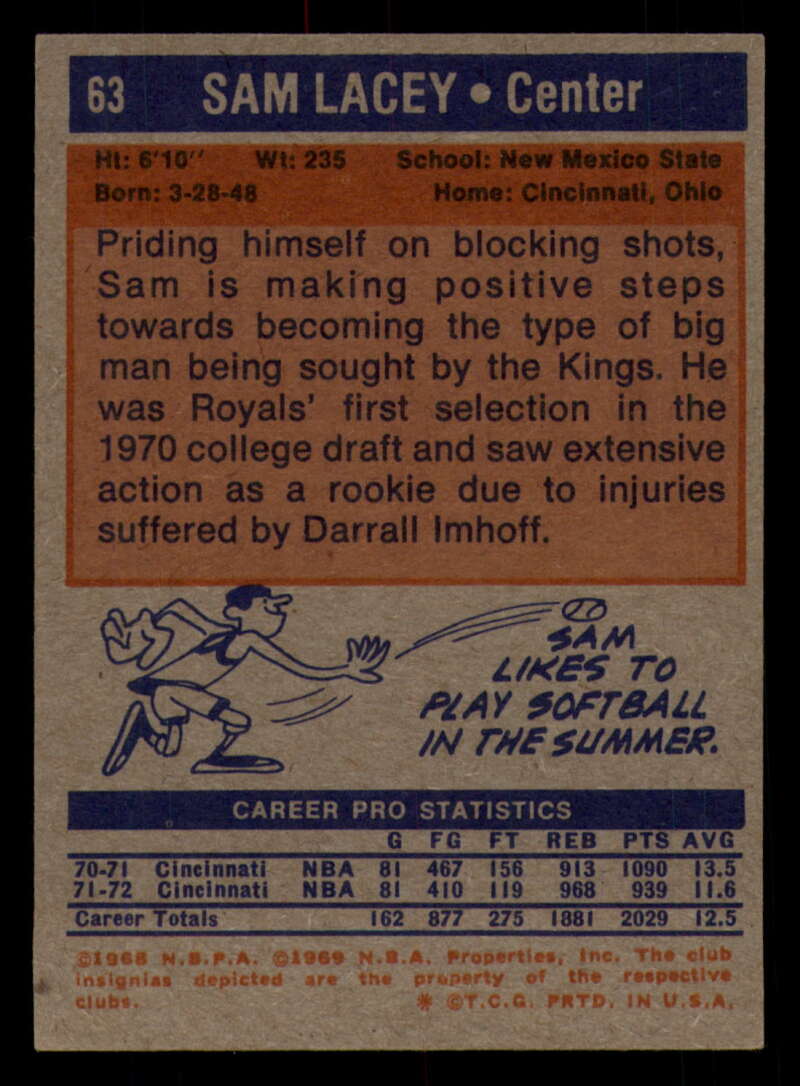 63 SAM LACEY • Center
Ht: 6'10" Wt: 235 School: New Mexico State
Born: 3-28-48 Home: Cincinnati, Ohio
Priding himself on blocking shots,
Sam is making positive steps
towards becoming the type of big
man being sought by the Kings. He
was Royals' first selection in the
1970 college draft and saw extensive
action as a rookie due to injuries
suffered by Darrall Imhoff.
SAM
LIKES TO
PLAY SOFTBALL
IN THE SUMMER.
CAREER PRO STATISTICS
G FG FT REB PTS AVG
70-71 Cincinnati NBA 81 467 156 913 1090 13.5
71-72 Cincinnati NBA 81 410 119 968 939 11.6
Career Totals 162 877 275 1881 2029 12.5
©1968 N.B.P.A. ©1969 N.B.A. Properties, Inc. The club
insignias depicted are the property of the respective
clubs. * ©T.C.G. PRTD. IN U.S.A.